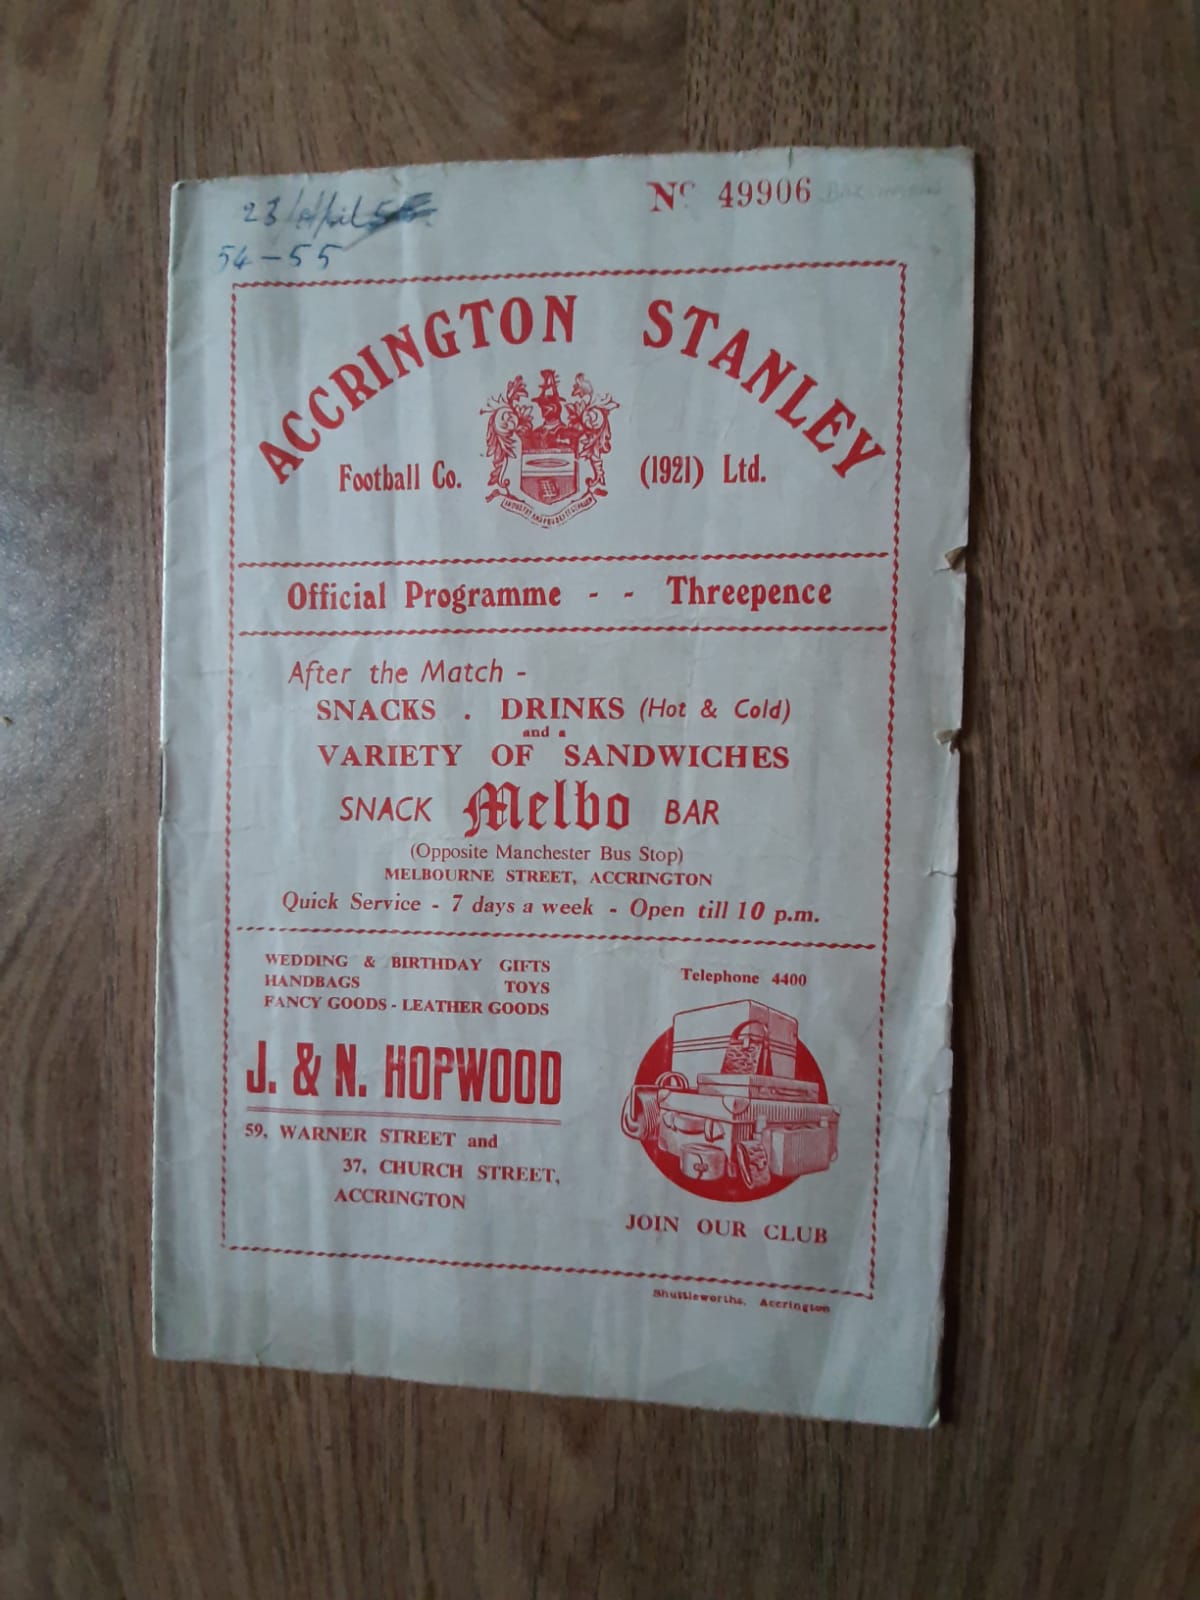 23/April
54-55
Nº 49906
ACCRINGTON STANLEY
Football Co. (1921) Ltd.
Official Programme - - Threepence
After the Match -
SNACKS . DRINKS (Hot & Cold)
and a
VARIETY OF SANDWICHES
SNACK Melbo BAR
(Opposite Manchester Bus Stop)
MELBOURNE STREET, ACCRINGTON
Quick Service - 7 days a week - Open till 10 p.m.
WEDDING & BIRTHDAY GIFTS
HANDBAGS TOYS
FANCY GOODS - LEATHER GOODS
J. & N. HOPWOOD
59, WARNER STREET and
37, CHURCH STREET,
ACCRINGTON
Telephone 4400
JOIN OUR CLUB
Shuttleworths, Accrington